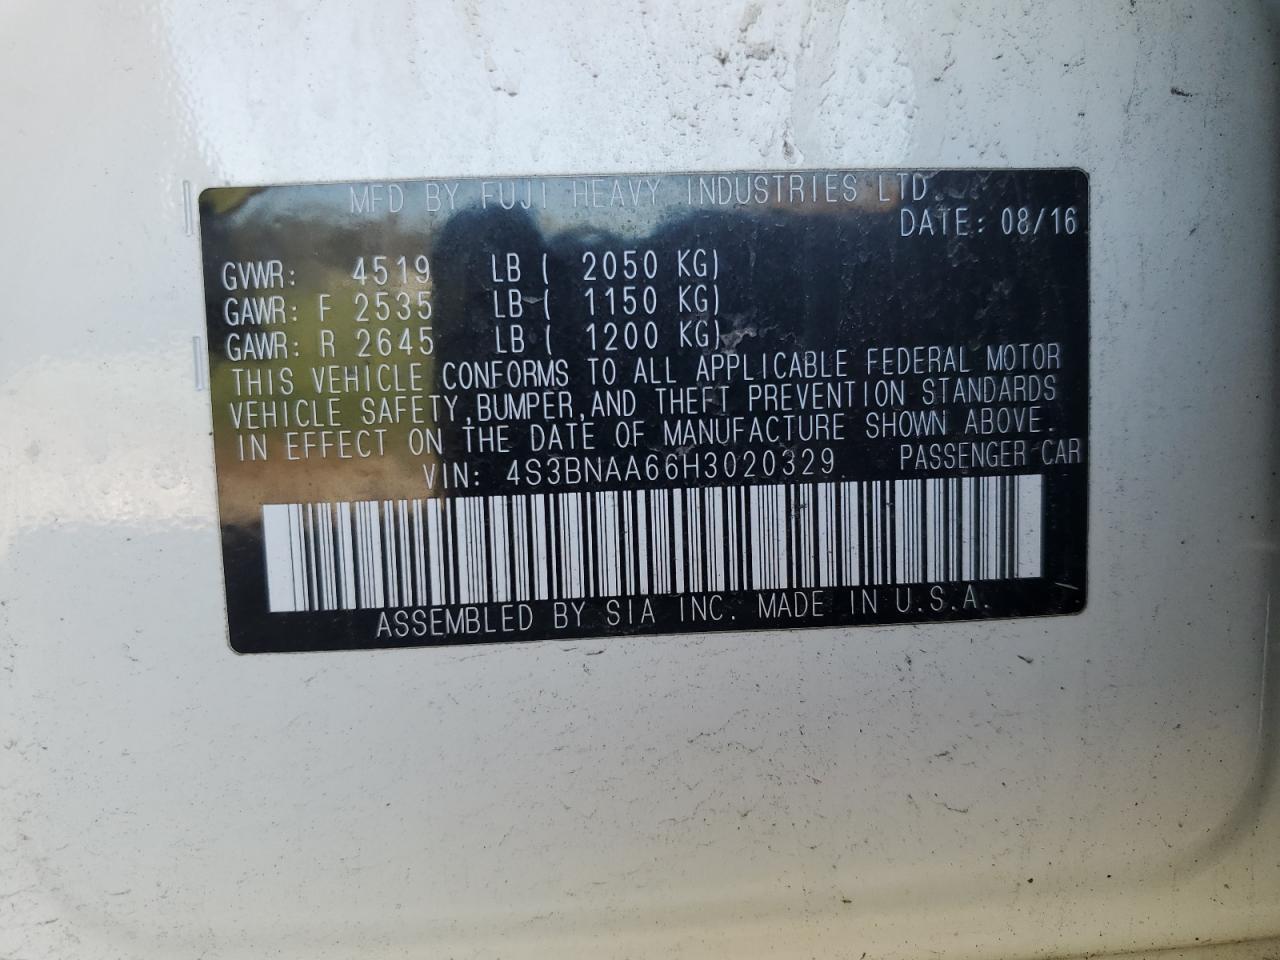 MFD BY FUJI HEAVY INDUSTRIES LTD.
DATE: 08/16
GVWR: 4519 LB ( 2050 KG)
GAWR: F 2535 LB ( 1150 KG)
GAWR: R 2645 LB ( 1200 KG)
THIS VEHICLE CONFORMS TO ALL APPLICABLE FEDERAL MOTOR
VEHICLE SAFETY, BUMPER, AND THEFT PREVENTION STANDARDS
IN EFFECT ON THE DATE OF MANUFACTURE SHOWN ABOVE.
VIN: 4S3BNAA66H3020329 PASSENGER CAR
ASSEMBLED BY SIA INC. MADE IN U.S.A.